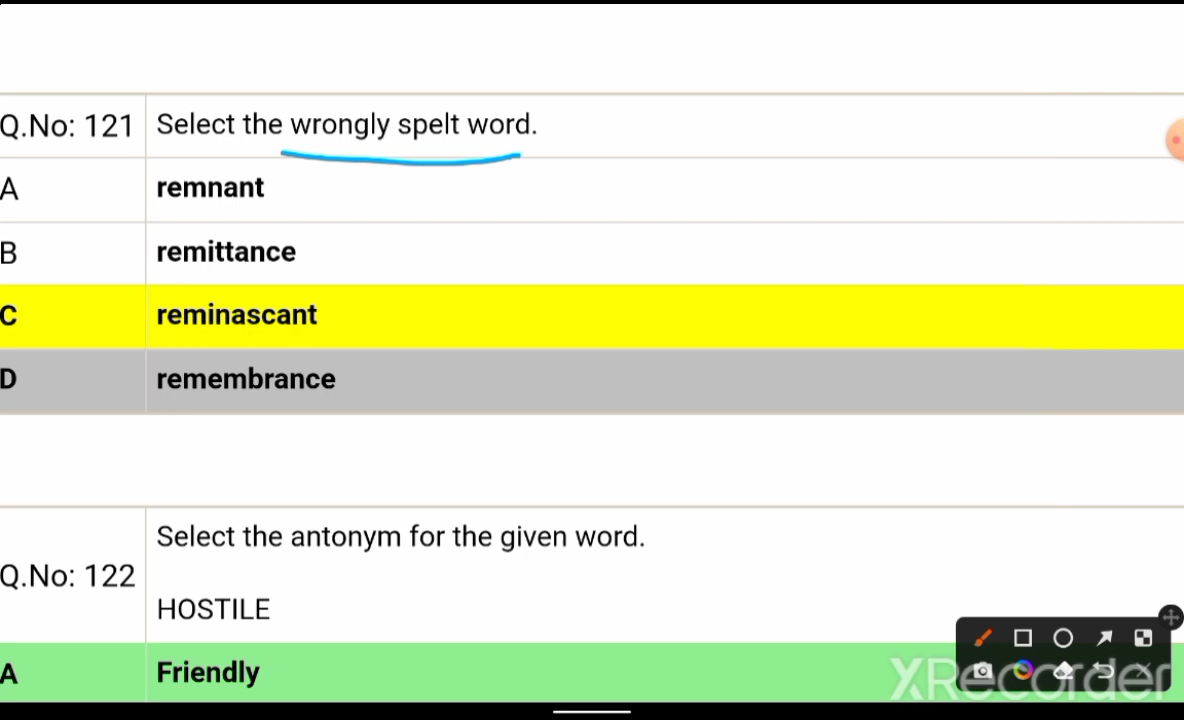 Q.No: 121 Select the wrongly spelt word.
A remnant
B remittance
C reminascant
D remembrance
Select the antonym for the given word.
Q.No: 122
HOSTILE
A Friendly
XRecorder